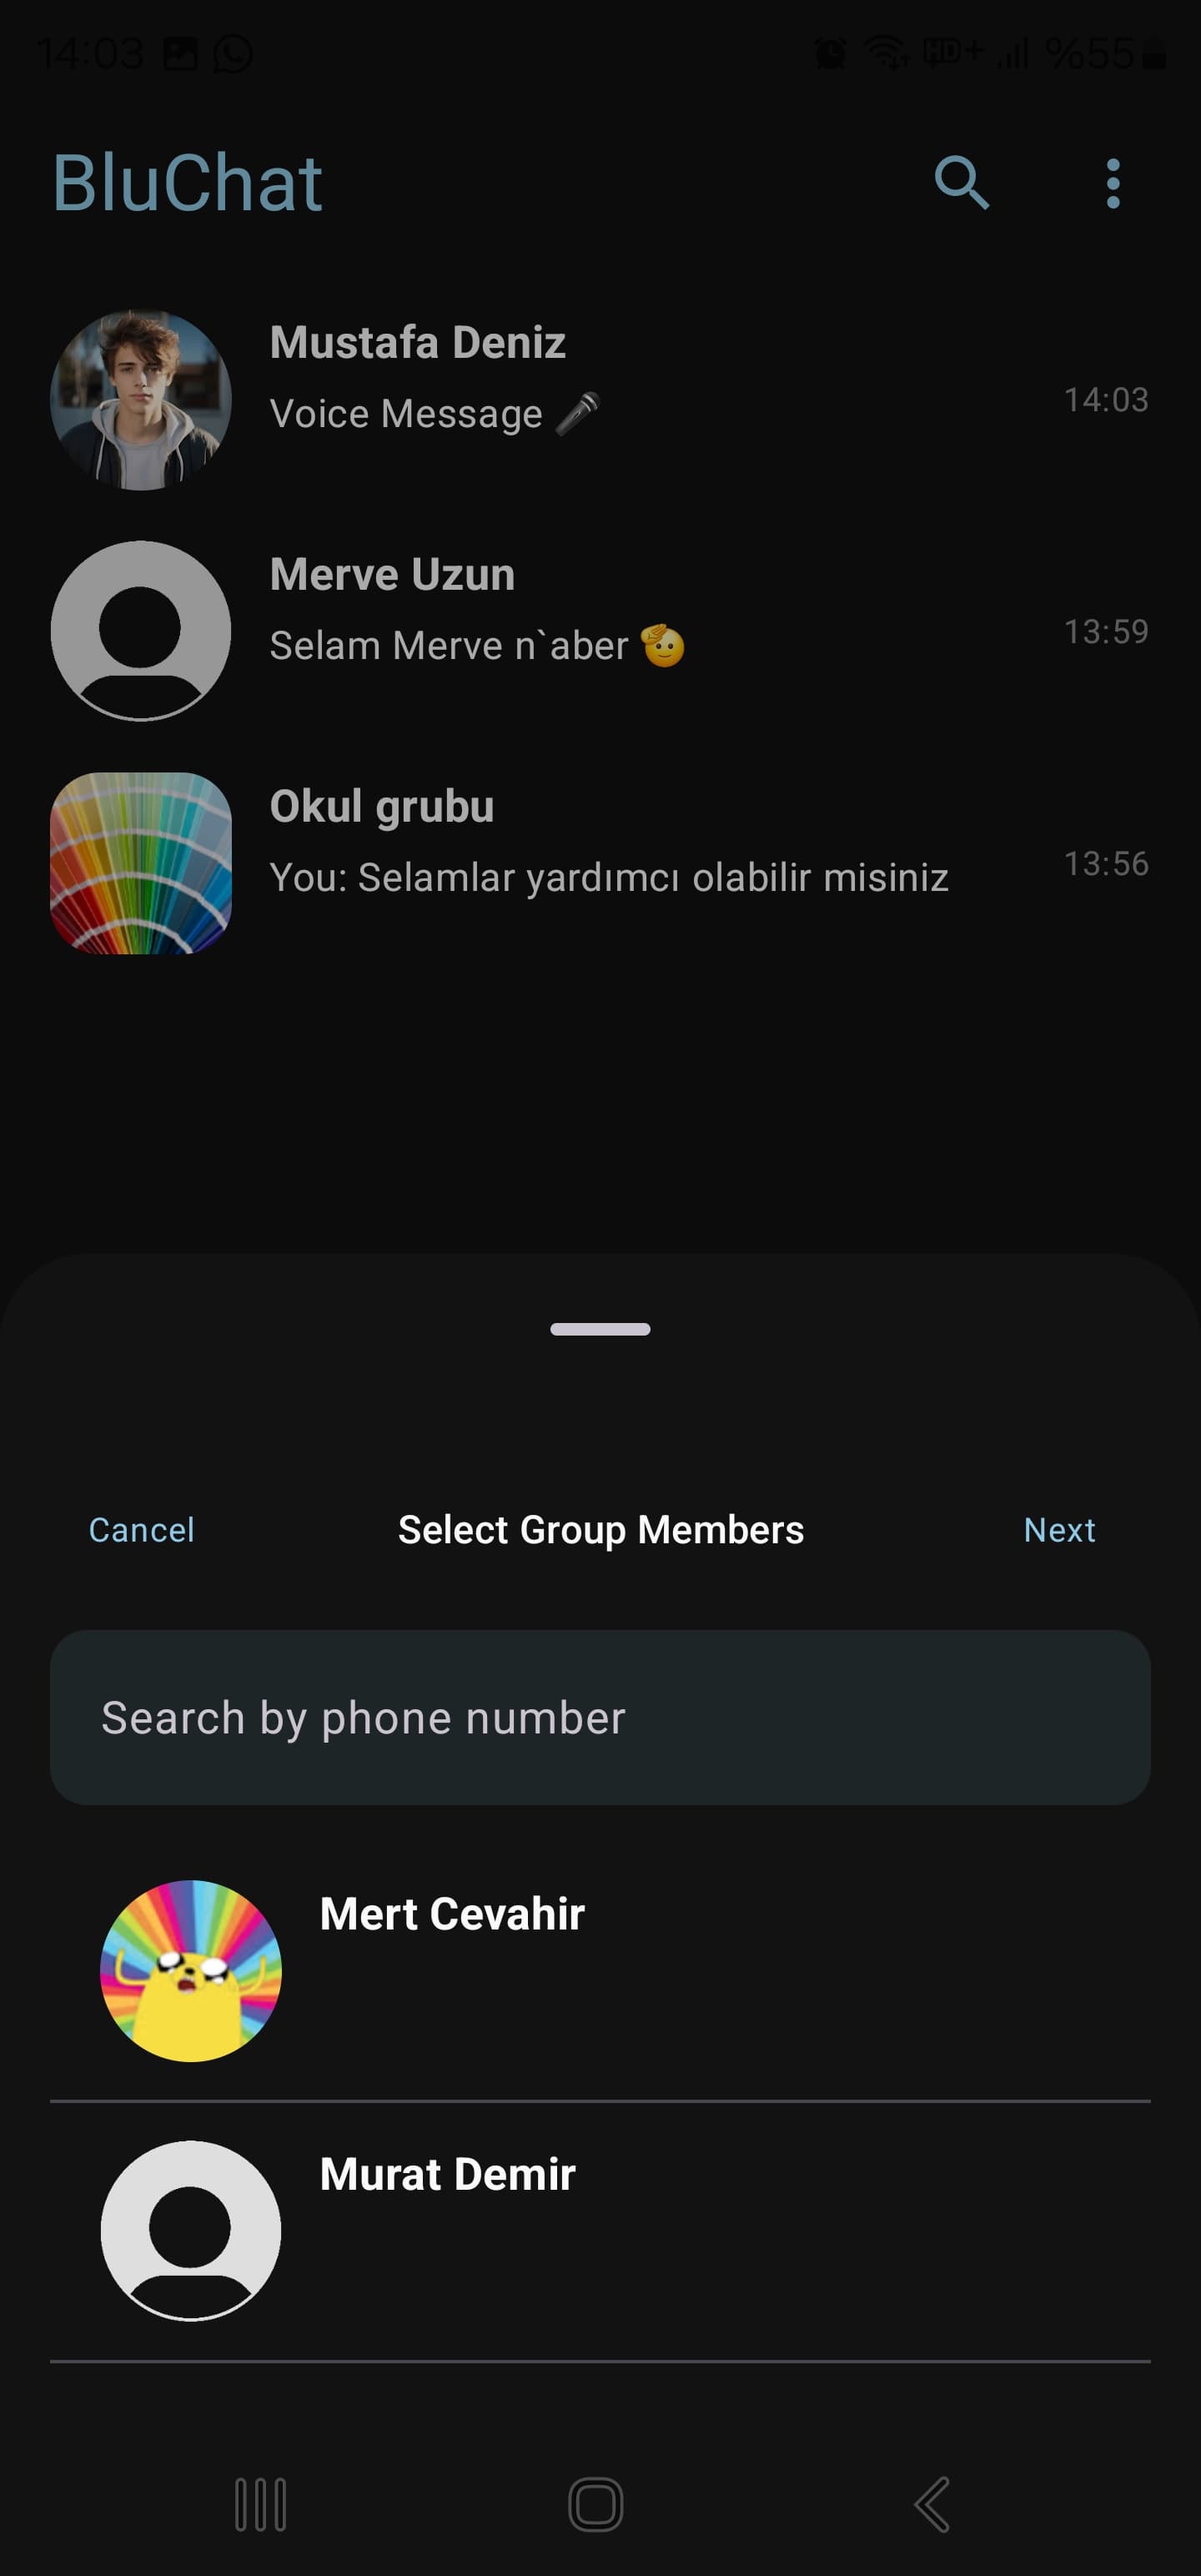 14:03
HD+ %55
BluChat
Mustafa Deniz
Voice Message 🎤
14:03
Merve Uzun
Selam Merve n`aber 🫡
13:59
Okul grubu
You: Selamlar yardımcı olabilir misiniz
13:56
Cancel Select Group Members Next
Search by phone number
Mert Cevahir
Murat Demir